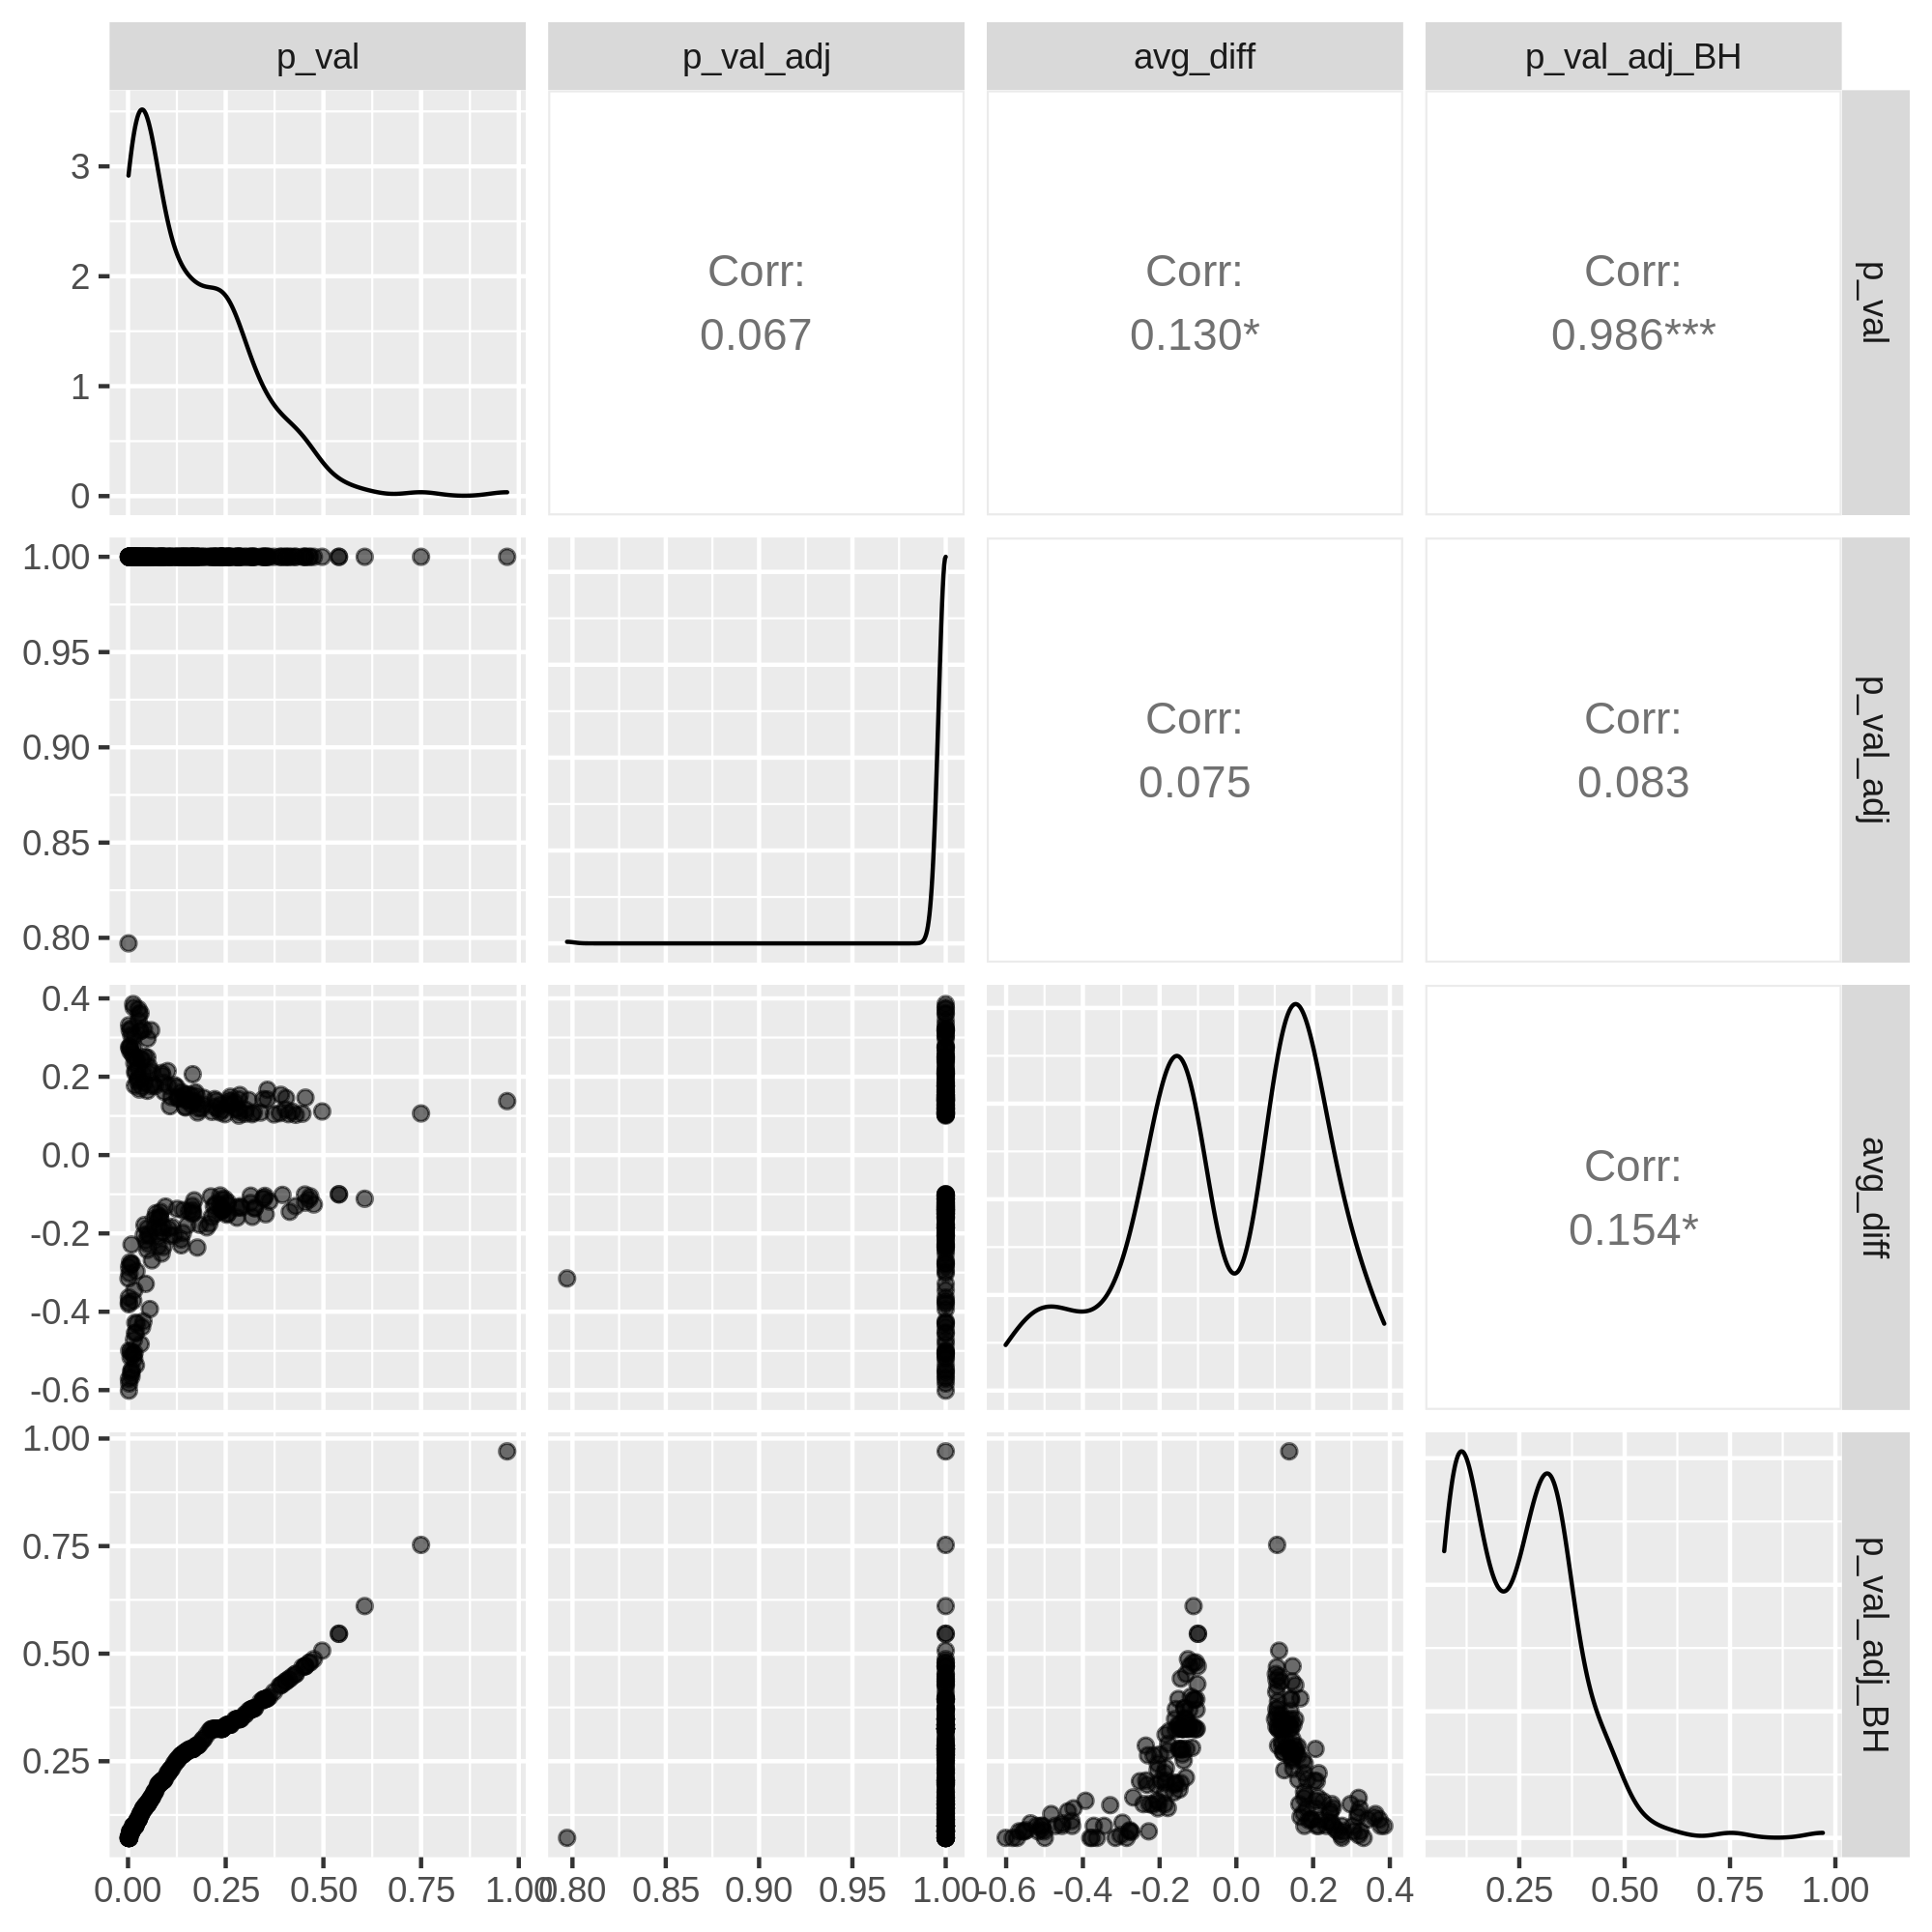 p_val
p_val_adj
avg_diff
p_val_adj_BH
3
2
1
0
Corr:
0.067
Corr:
0.130*
Corr:
0.986***
p_val
1.00
0.95
0.90
0.85
0.80
Corr:
0.075
Corr:
0.083
p_val_adj
0.4
0.2
0.0
-0.2
-0.4
-0.6
Corr:
0.154*
avg_diff
1.00
0.75
0.50
0.25
p_val_adj_BH
0.00 0.25 0.50 0.75 1.00
0.80 0.85 0.90 0.95 1.00
-0.6 -0.4 -0.2 0.0 0.2 0.4
0.25 0.50 0.75 1.00